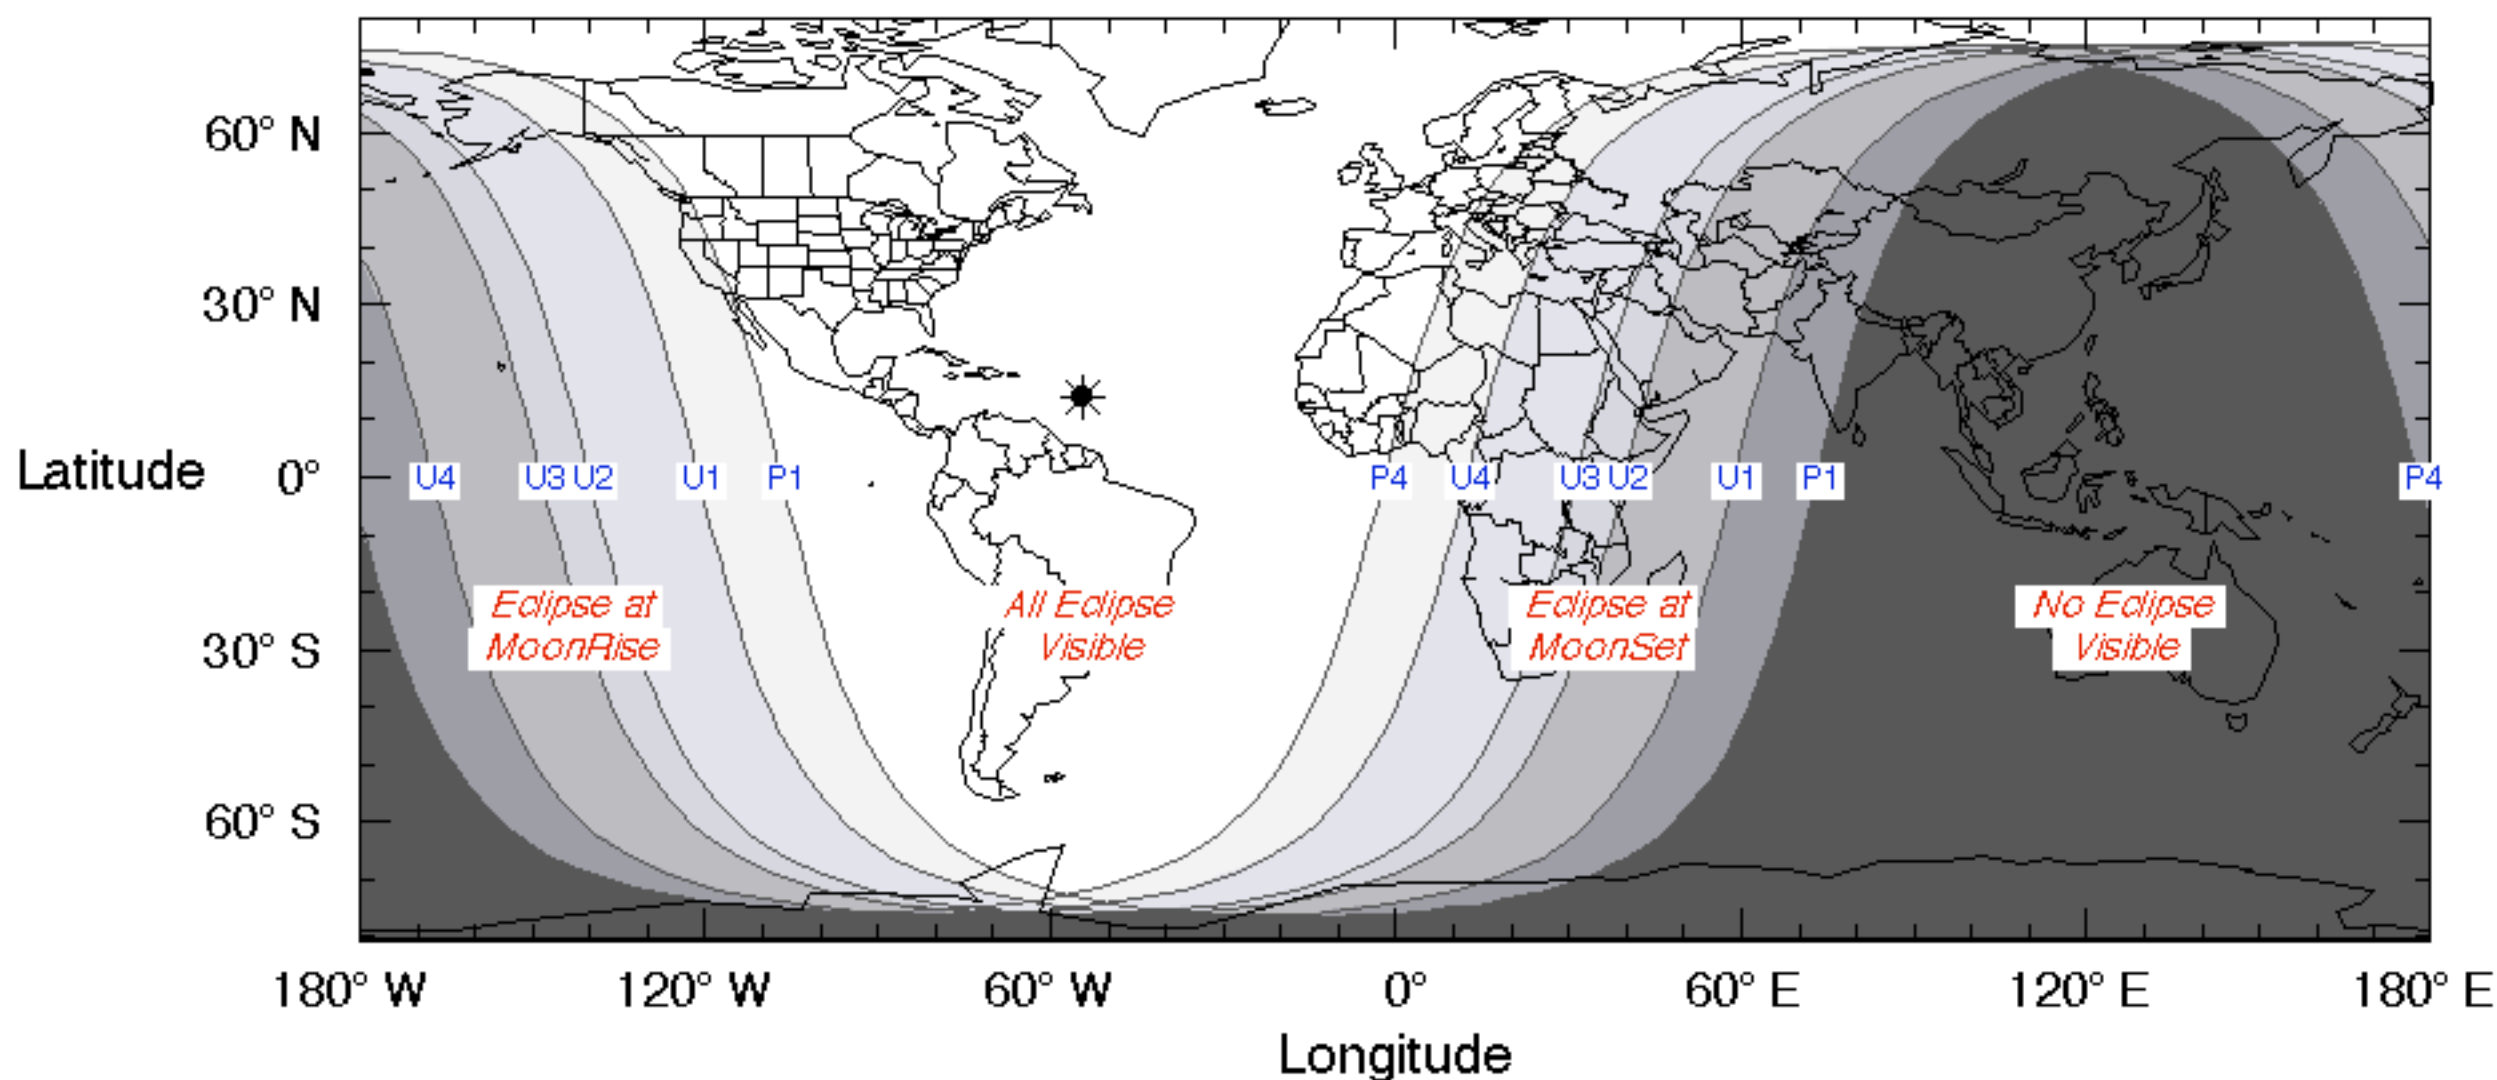 60° N
30° N
Latitude 0°
U4 U3 U2 U1 P1 P4 U4 U3 U2 U1 P1 P4
Eclipse at MoonRise
All Eclipse Visible
Eclipse at MoonSet
No Eclipse Visible
30° S
60° S
180° W 120° W 60° W 0° 60° E 120° E 180° E
Longitude